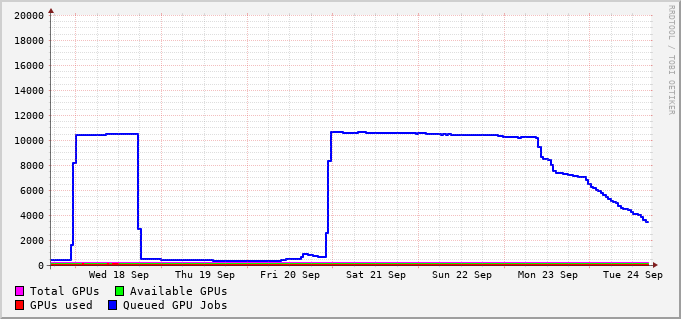 RRDTOOL / TOBI OETIKER
20000
18000
16000
14000
12000
10000
8000
6000
4000
2000
0
Wed 18 Sep Thu 19 Sep Fri 20 Sep Sat 21 Sep Sun 22 Sep Mon 23 Sep Tue 24 Sep
Total GPUs Available GPUs
GPUs used Queued GPU Jobs